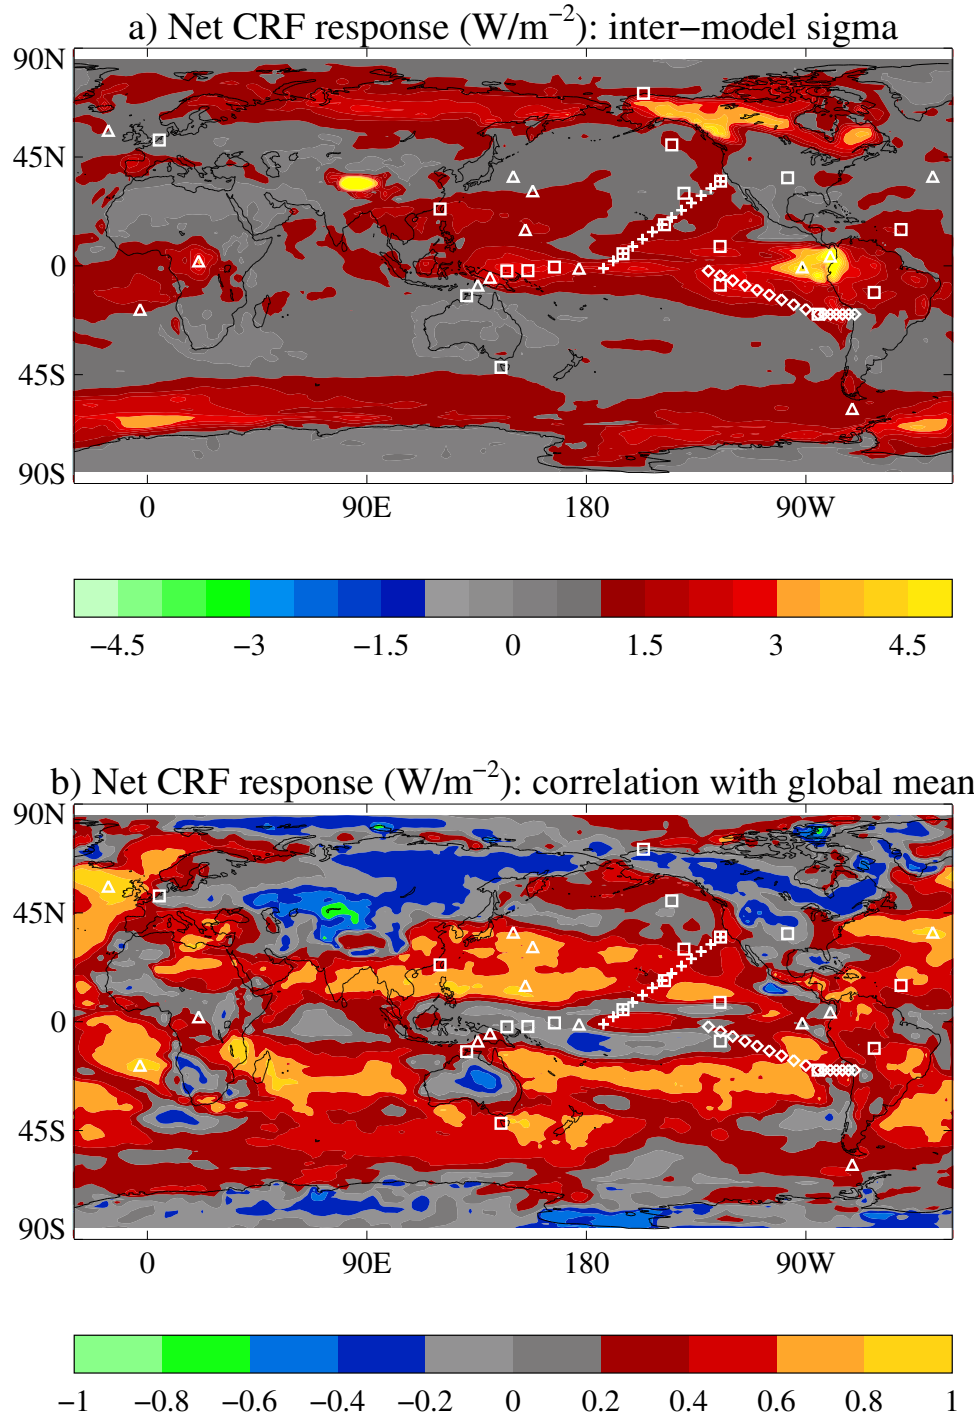 a) Net CRF response (W/m−2): inter−model sigma
90N
45N
0
45S
90S
0 90E 180 90W
−4.5 −3 −1.5 0 1.5 3 4.5
b) Net CRF response (W/m−2): correlation with global mean
90N
45N
0
45S
90S
0 90E 180 90W
−1 −0.8 −0.6 −0.4 −0.2 0 0.2 0.4 0.6 0.8 1